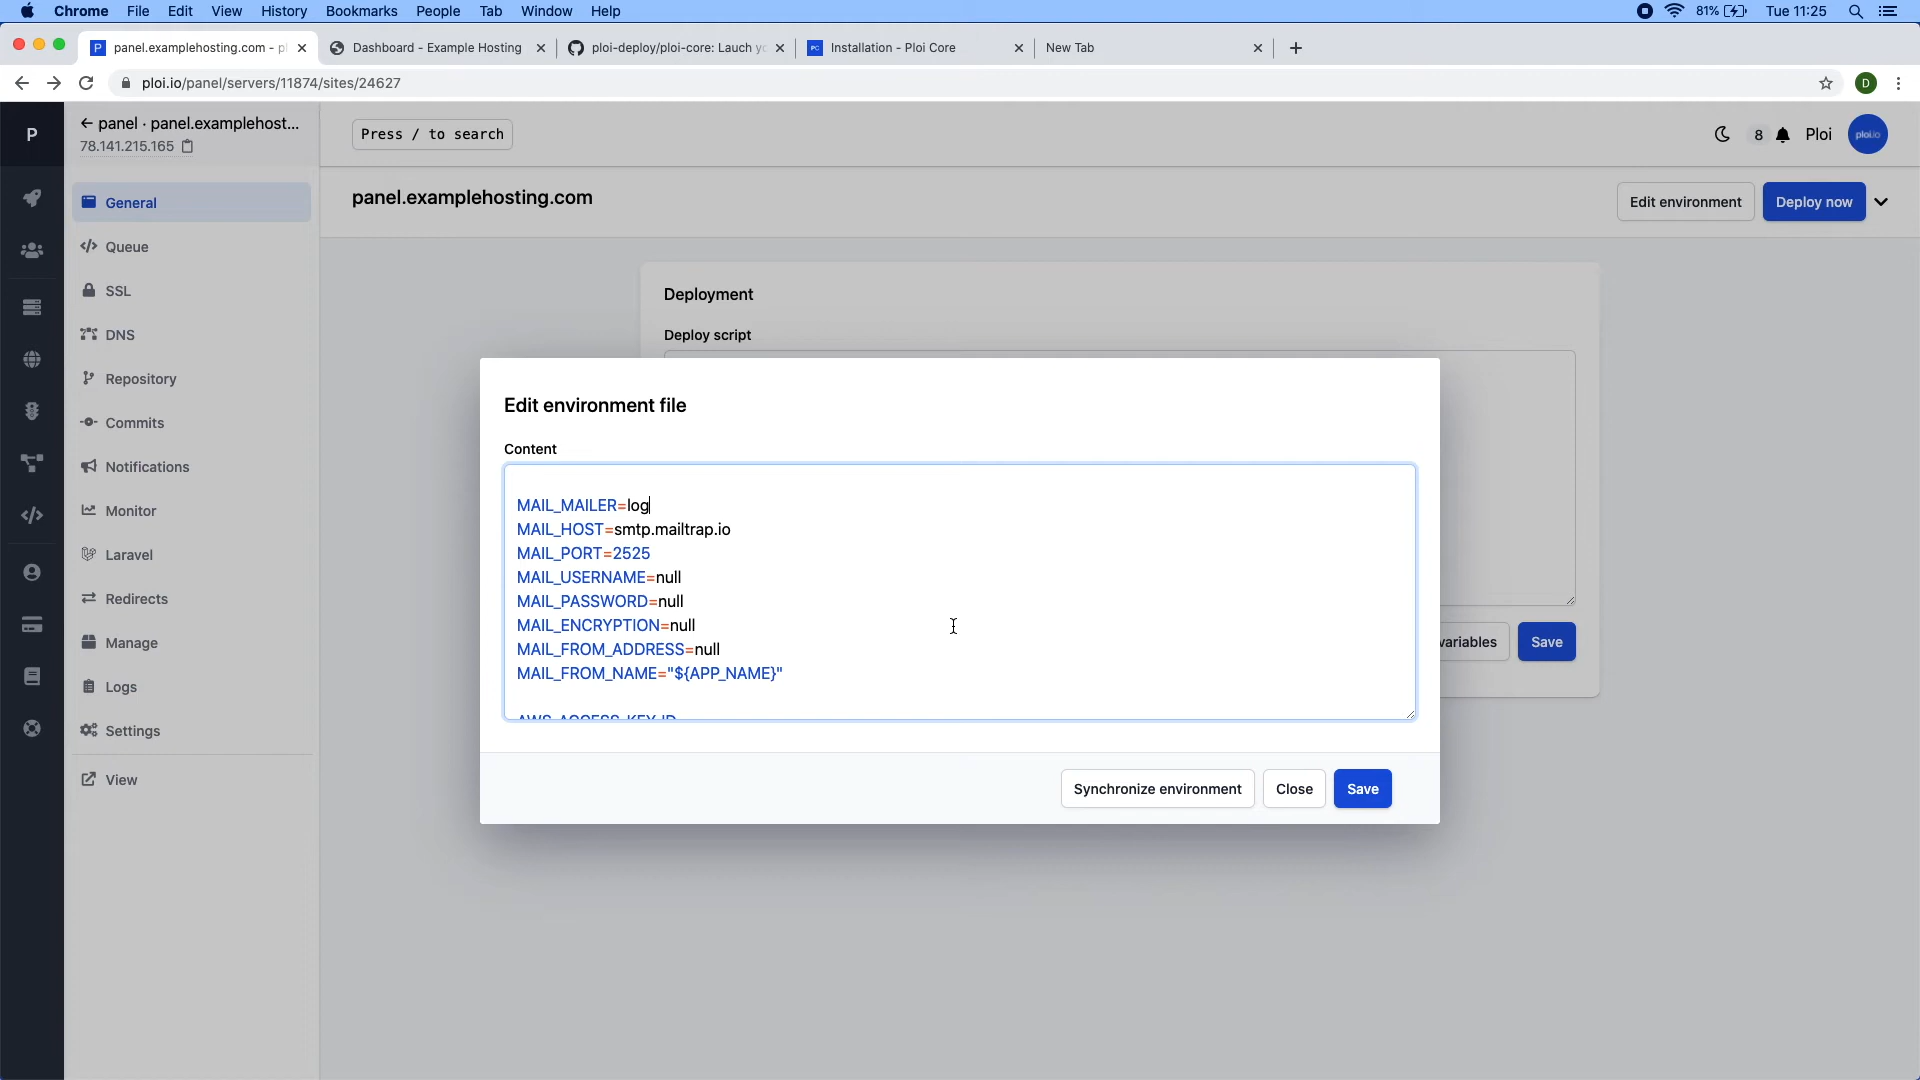 Chrome File Edit View History Bookmarks People Tab Window Help
81% Tue 11:25
panel.examplehosting.com - pl
Dashboard - Example Hosting
ploi-deploy/ploi-core: Lauch yo
Installation - Ploi Core
New Tab
ploi.io/panel/servers/11874/sites/24627
D
P
← panel · panel.examplehost...
78.141.215.165
Press / to search
8
Ploi
ploi.io
General
Queue
SSL
DNS
Repository
Commits
Notifications
Monitor
Laravel
Redirects
Manage
Logs
Settings
View
panel.examplehosting.com
Edit environment
Deploy now
Deployment
Deploy script
variables
Save
Edit environment file
Content
MAIL_MAILER=log
MAIL_HOST=smtp.mailtrap.io
MAIL_PORT=2525
MAIL_USERNAME=null
MAIL_PASSWORD=null
MAIL_ENCRYPTION=null
MAIL_FROM_ADDRESS=null
MAIL_FROM_NAME="${APP_NAME}"
AWS_ACCESS_KEY_ID
Synchronize environment
Close
Save